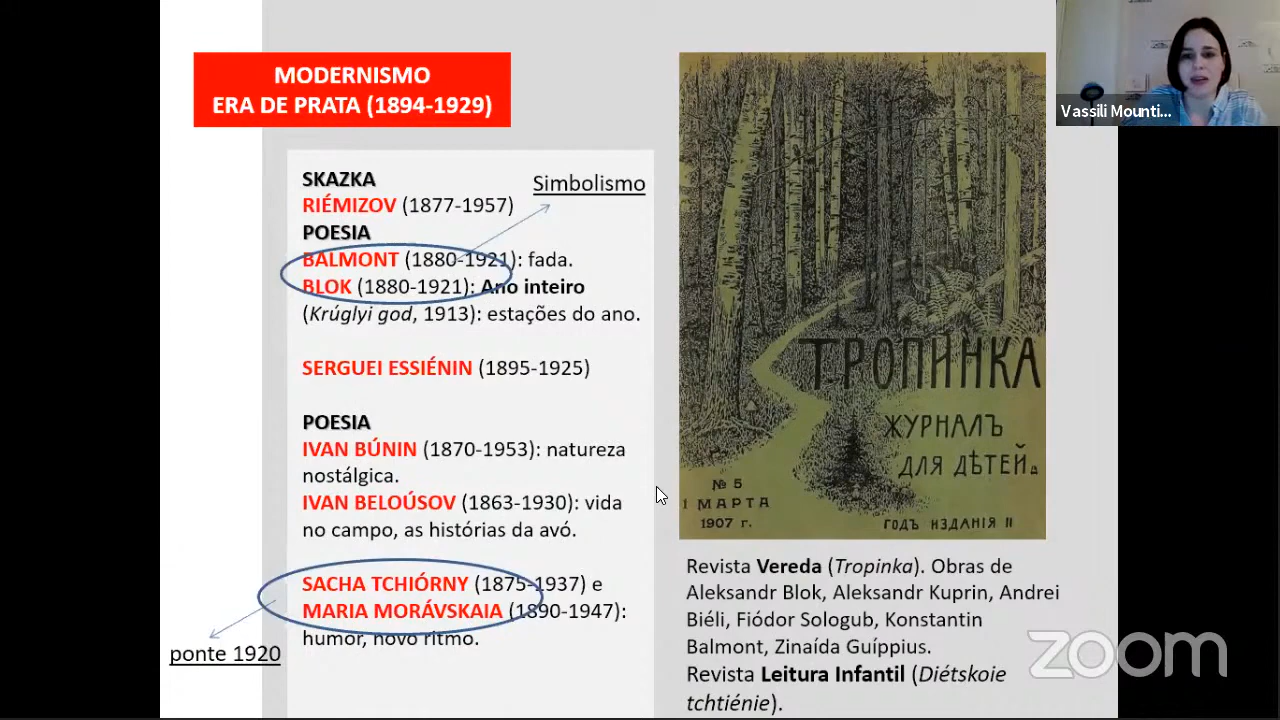 MODERNISMO
ERA DE PRATA (1894-1929)
SKAZKA
Simbolismo
RIÉMIZOV (1877-1957)
POESIA
BALMONT (1880-1921): fada.
BLOK (1880-1921): Ano inteiro
(Krúglyi god, 1913): estações do ano.
SERGUEI ESSIÉNIN (1895-1925)
POESIA
IVAN BÚNIN (1870-1953): natureza
nostálgica.
IVAN BELOÚSOV (1863-1930): vida
no campo, as histórias da avó.
SACHA TCHIÓRNY (1875-1937) e
MARIA MORÁVSKAIA (1890-1947):
humor, novo ritmo.
ponte 1920
ТРОПИНКА
ЖУРНАЛЪ
ДЛЯ ДѢТЕЙ
№ 5
1 МАРТА
1907 г.
ГОДЪ ИЗДАНІЯ II
Revista Vereda (Tropinka). Obras de
Aleksandr Blok, Aleksandr Kuprin, Andrei
Biéli, Fiódor Sologub, Konstantin
Balmont, Zinaída Guíppius.
Revista Leitura Infantil (Diétskoie
tchtiénie).
Vassili Mounti...
zoom